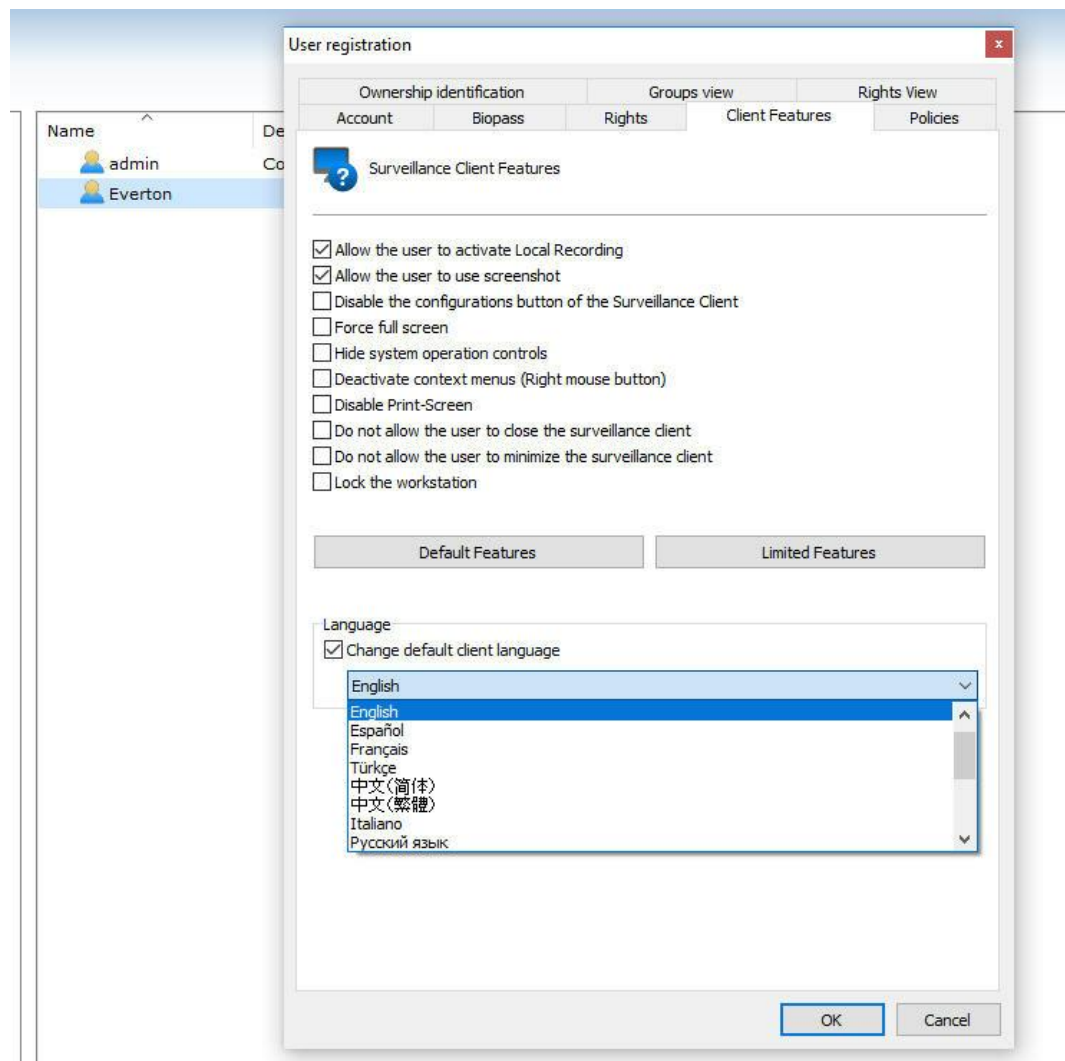 User registration
x
Ownership identification Groups view Rights View
Account Biopass Rights Client Features Policies
Name De
admin Co
Everton
Surveillance Client Features
Allow the user to activate Local Recording
Allow the user to use screenshot
Disable the configurations button of the Surveillance Client
Force full screen
Hide system operation controls
Deactivate context menus (Right mouse button)
Disable Print-Screen
Do not allow the user to close the surveillance client
Do not allow the user to minimize the surveillance client
Lock the workstation
Default Features Limited Features
Language
Change default client language
English
English
Español
Français
Türkçe
中文(简体)
中文(繁體)
Italiano
Русский язык
OK Cancel